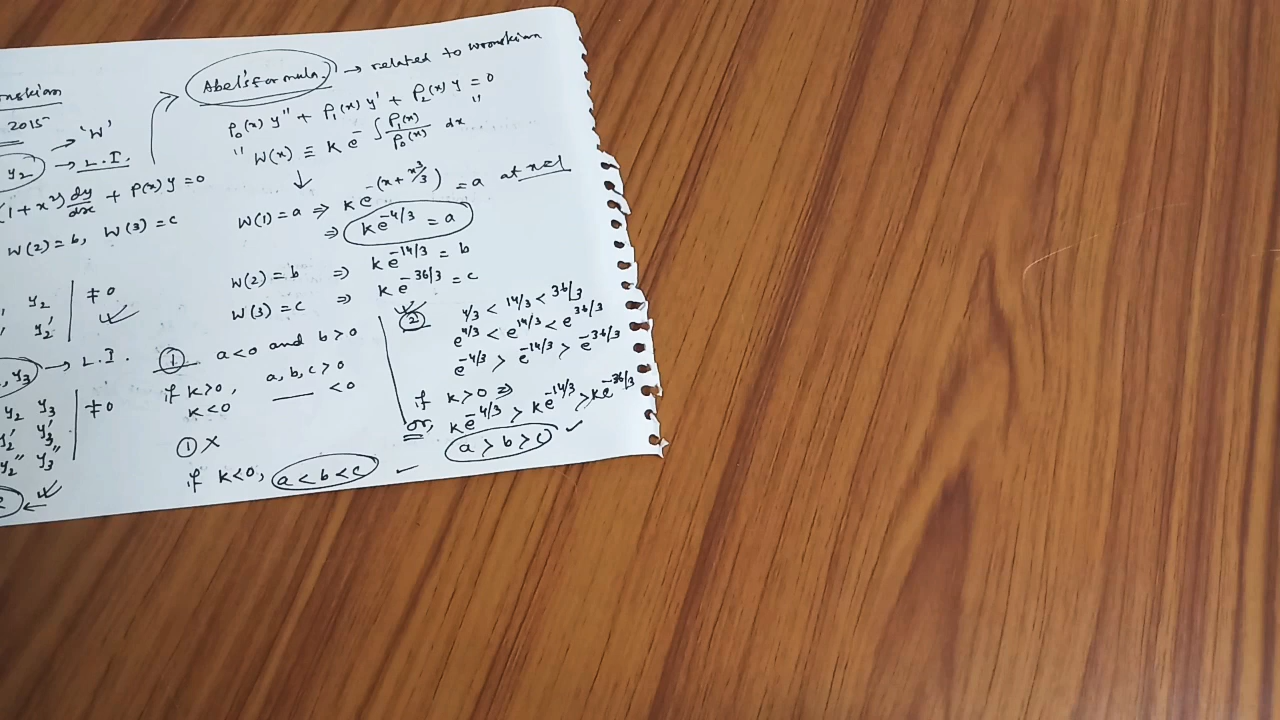 Abel's formula, → related to wronskian
2015
P₀(x) y'' + P₁(x) y' + P₂(x) y = 0
'W'
y₂ → L.I.
" W(x) ≡ K e^-∫P₁(x)/P₀(x) dx "
(1+x²) dy/dx + P(x) y = 0
W(1) = a ⇒ K e^-(x + x³/3) = a at x=1
⇒ K e^-4/3 = a
W(2) = b, W(3) = c
W(2) = b ⇒ K e^-14/3 = b
W(3) = c ⇒ K e^-36/3 = c
y₂ ≠ 0
y₂'
① a<0 and b>0
② 4/3 < 14/3 < 36/3
e^4/3 < e^14/3 < e^36/3
e^-4/3 > e^-14/3 > e^-36/3
, y₃ → L.I.
if K>0, a, b, c > 0
K<0 ___ < 0
if K>0 ⇒
or, K e^-4/3 > K e^-14/3 > K e^-36/3
a > b > c ✓
y₂ y₃ ≠ 0
y₂' y₃'
y₂'' y₃''
① ×
if K<0, a < b < c ✓